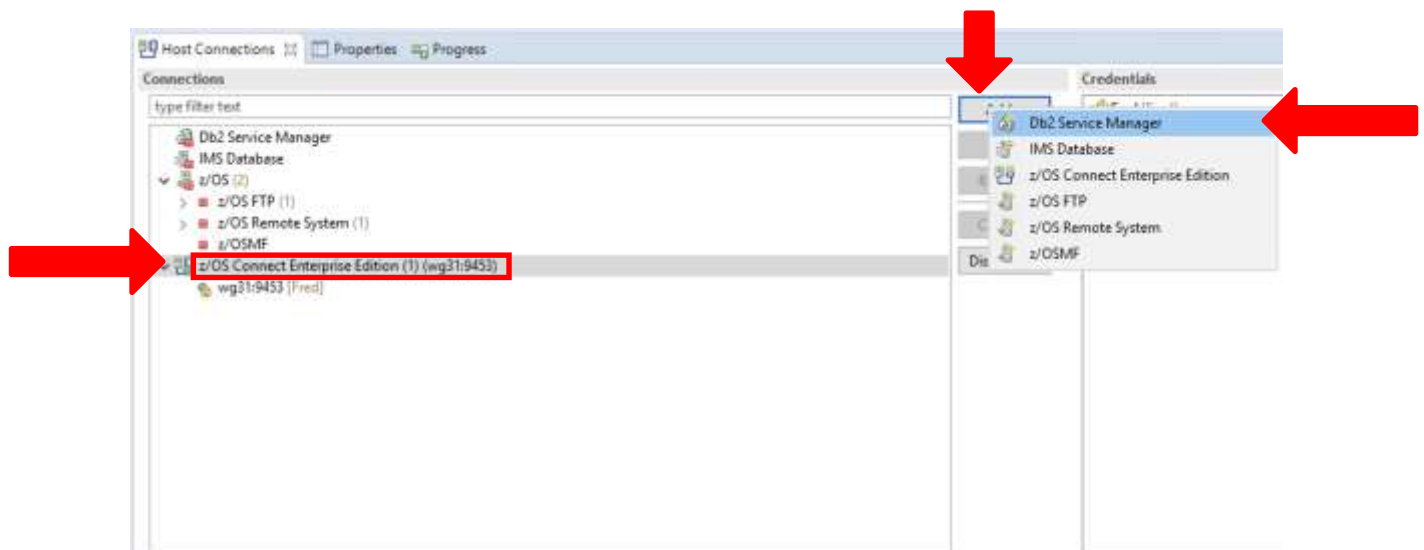 Host Connections Properties Progress
Connections
Credentials
type filter text
Db2 Service Manager
IMS Database
z/OS (2)
z/OS FTP (1)
z/OS Remote System (1)
z/OSMF
z/OS Connect Enterprise Edition (1) (wg31:9453)
wg31:9453 [Fred]
Dis
Db2 Service Manager
IMS Database
z/OS Connect Enterprise Edition
z/OS FTP
z/OS Remote System
z/OSMF